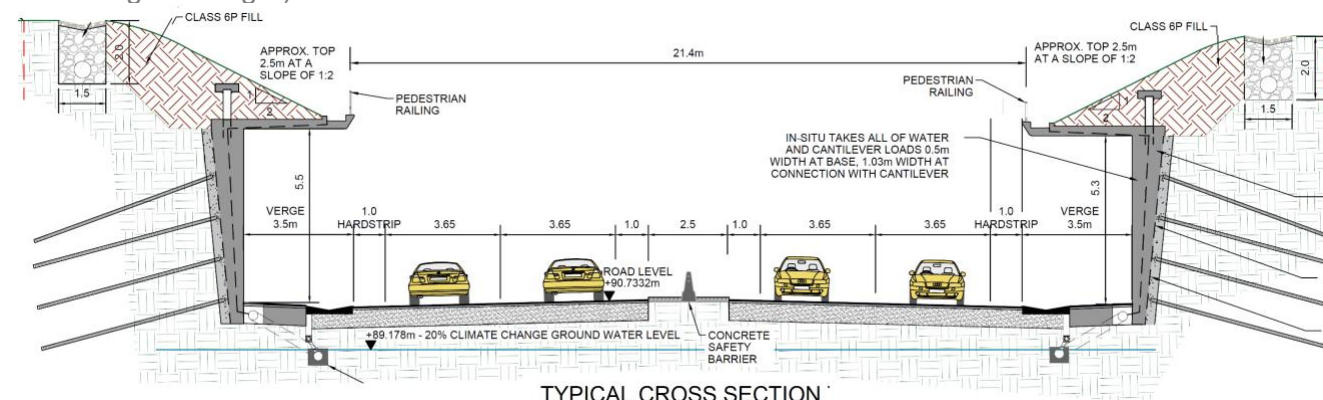 CLASS 6P FILL
CLASS 6P FILL
2.0
APPROX. TOP
2.5m AT A
SLOPE OF 1:2
21.4m
APPROX. TOP 2.5m
AT A SLOPE OF 1:2
2.0
PEDESTRIAN
RAILING
PEDESTRIAN
RAILING
1.5
1
2
1
2
1.5
IN-SITU TAKES ALL OF WATER
AND CANTILEVER LOADS 0.5m
WIDTH AT BASE, 1.03m WIDTH AT
CONNECTION WITH CANTILEVER
5.5
5.3
VERGE
3.5m
1.0
HARDSTRIP
3.65
3.65
1.0
2.5
1.0
3.65
3.65
1.0
HARDSTRIP
VERGE
3.5m
ROAD LEVEL
+90.7332m
+89.178m - 20% CLIMATE CHANGE GROUND WATER LEVEL
CONCRETE
SAFETY
BARRIER
TYPICAL CROSS SECTION